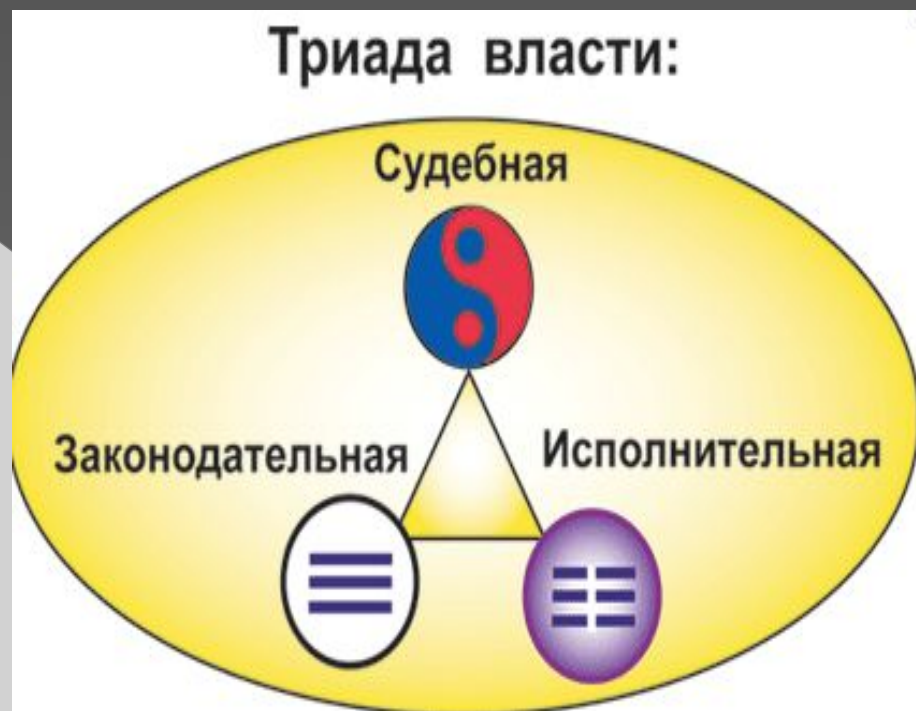 Триада власти:
Судебная
Законодательная
Исполнительная